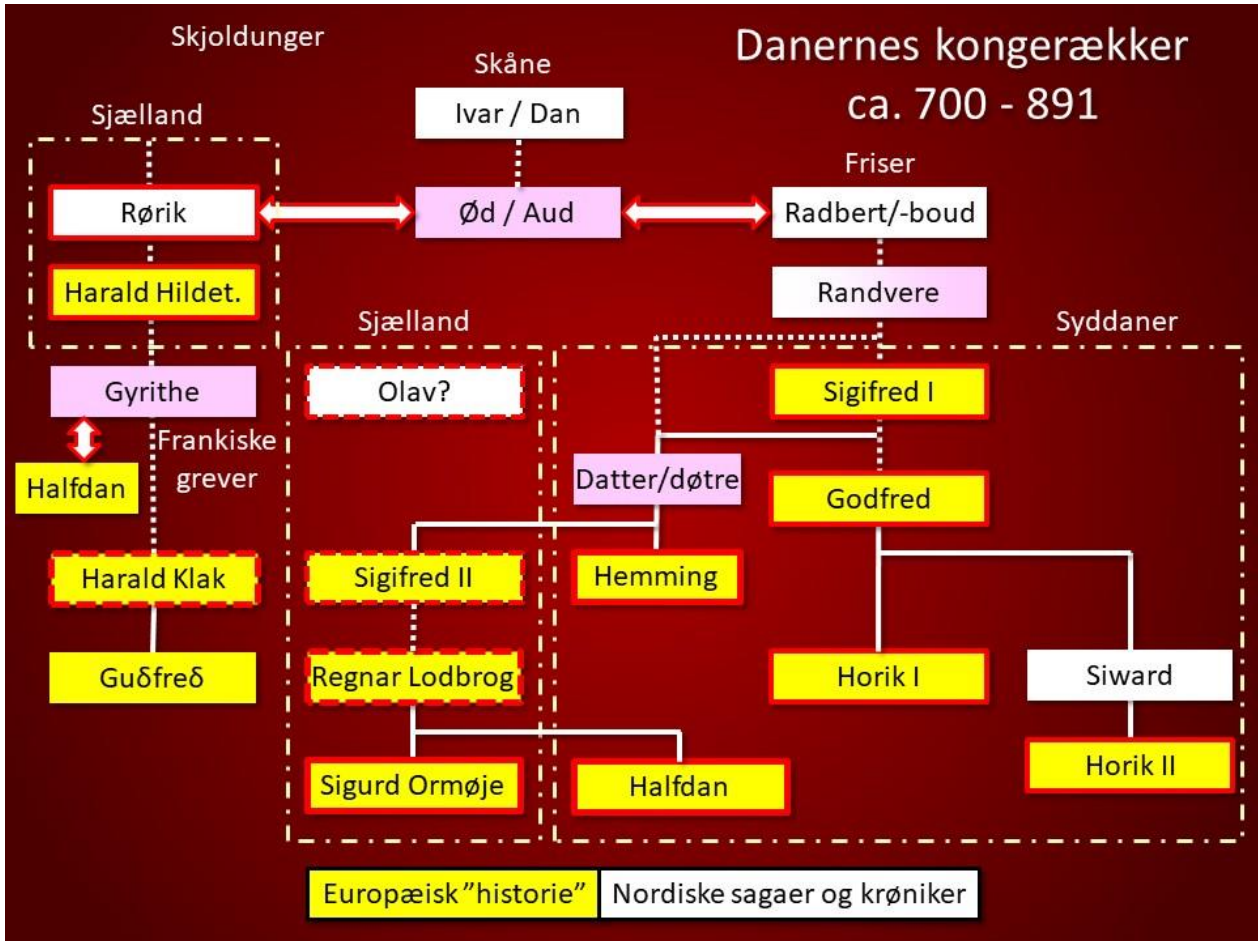 Skjoldunger
Danernes kongerækker
ca. 700 - 891
Skåne
Sjælland
Ivar / Dan
Friser
Rørik
Ød / Aud
Radbert/-boud
Harald Hildet.
Randvere
Sjælland
Syddaner
Gyrithe
Olav?
Sigifred I
Frankiske
grever
Halfdan
Datter/døtre
Godfred
Harald Klak
Sigifred II
Hemming
Guðfreð
Regnar Lodbrog
Horik I
Siward
Sigurd Ormøje
Halfdan
Horik II
Europæisk ”historie”
Nordiske sagaer og krøniker